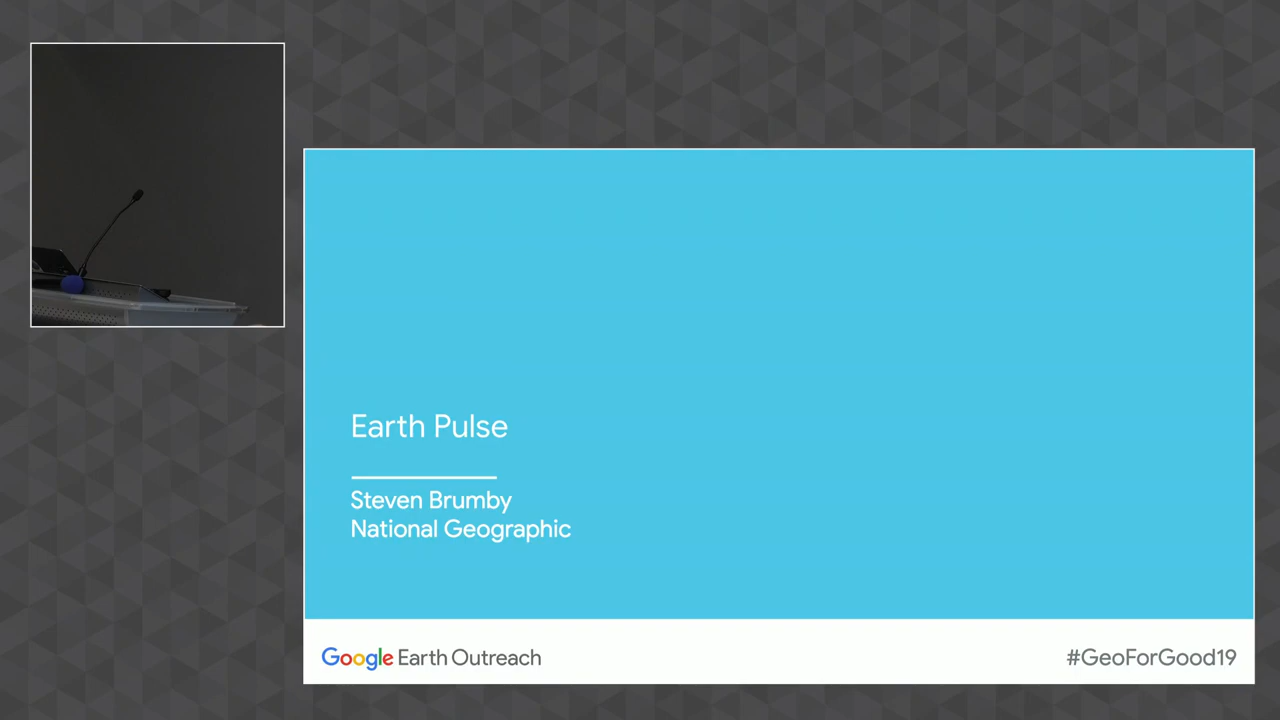 Earth Pulse
Steven Brumby
National Geographic
Google Earth Outreach
#GeoForGood19